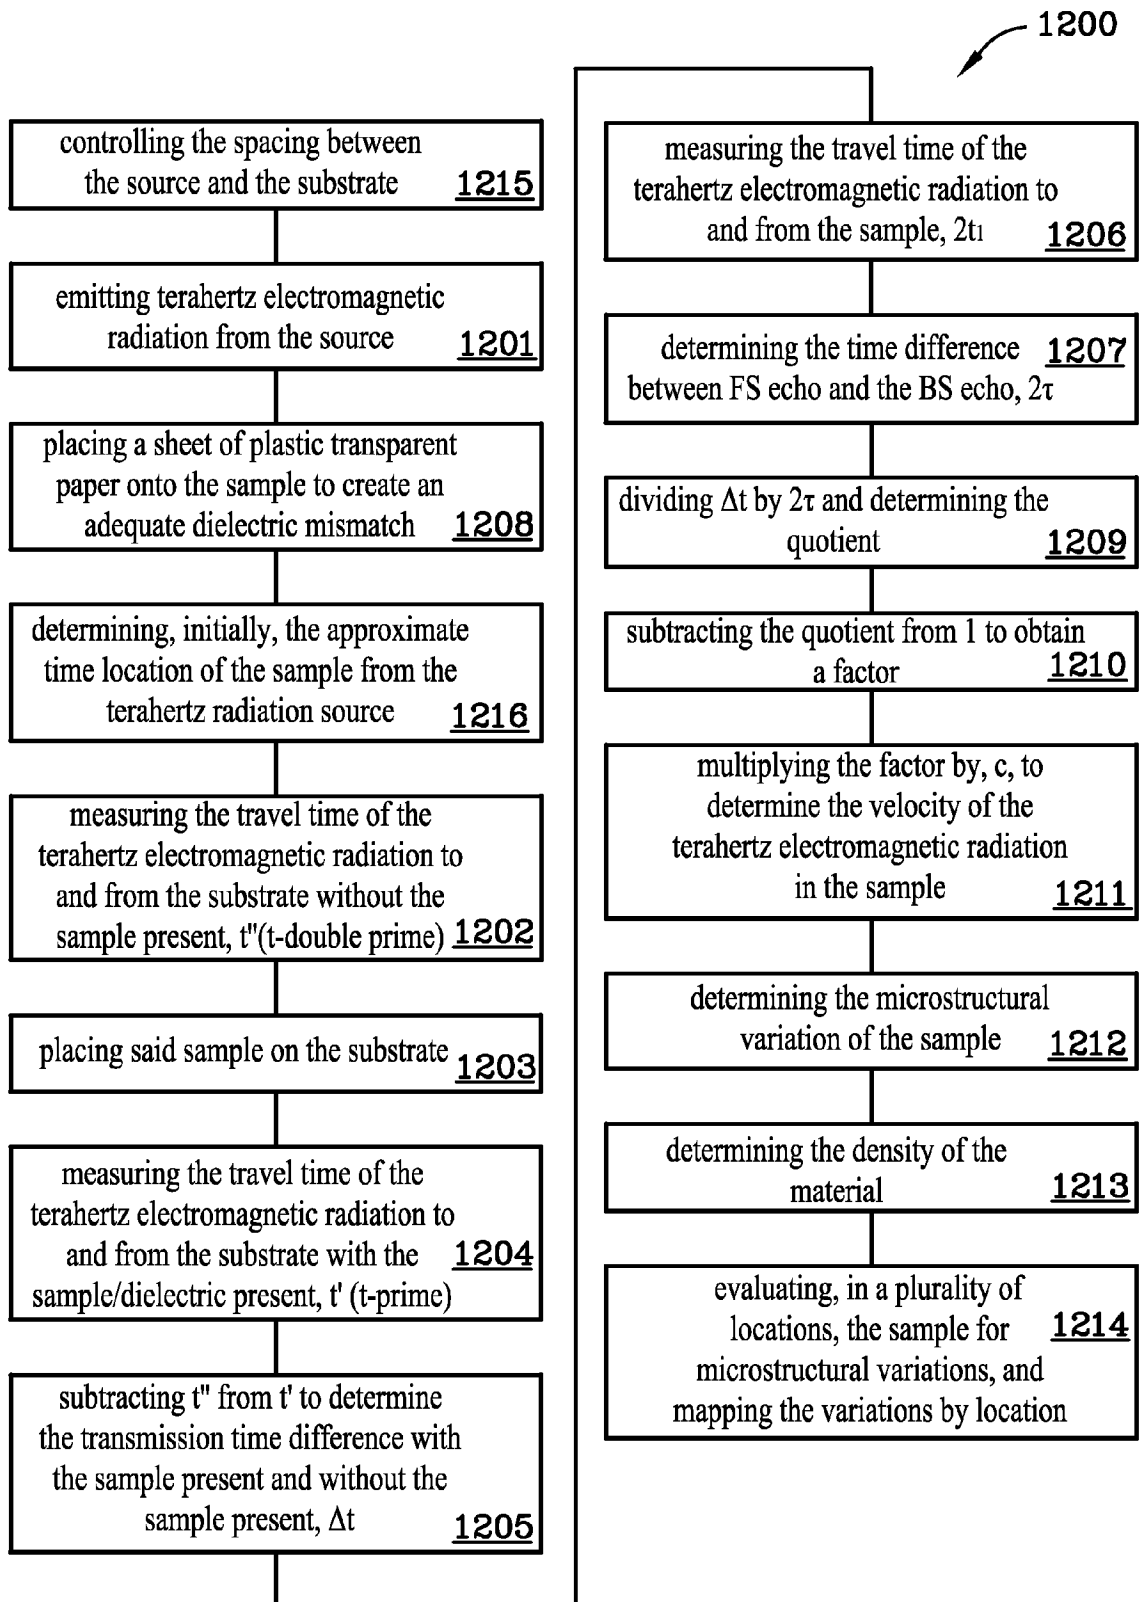 1200
controlling the spacing between
the source and the substrate 1215
emitting terahertz electromagnetic
radiation from the source 1201
placing a sheet of plastic transparent
paper onto the sample to create an
adequate dielectric mismatch 1208
determining, initially, the approximate
time location of the sample from the
terahertz radiation source 1216
measuring the travel time of the
terahertz electromagnetic radiation to
and from the substrate without the
sample present, t"(t-double prime) 1202
placing said sample on the substrate 1203
measuring the travel time of the
terahertz electromagnetic radiation to
and from the substrate with the 1204
sample/dielectric present, t' (t-prime)
subtracting t" from t' to determine
the transmission time difference with
the sample present and without the
sample present, Δt 1205
measuring the travel time of the
terahertz electromagnetic radiation to
and from the sample, 2t1 1206
determining the time difference 1207
between FS echo and the BS echo, 2τ
dividing Δt by 2τ and determining the
quotient 1209
subtracting the quotient from 1 to obtain
a factor 1210
multiplying the factor by, c, to
determine the velocity of the
terahertz electromagnetic radiation
in the sample 1211
determining the microstructural
variation of the sample 1212
determining the density of the
material 1213
evaluating, in a plurality of
locations, the sample for 1214
microstructural variations, and
mapping the variations by location